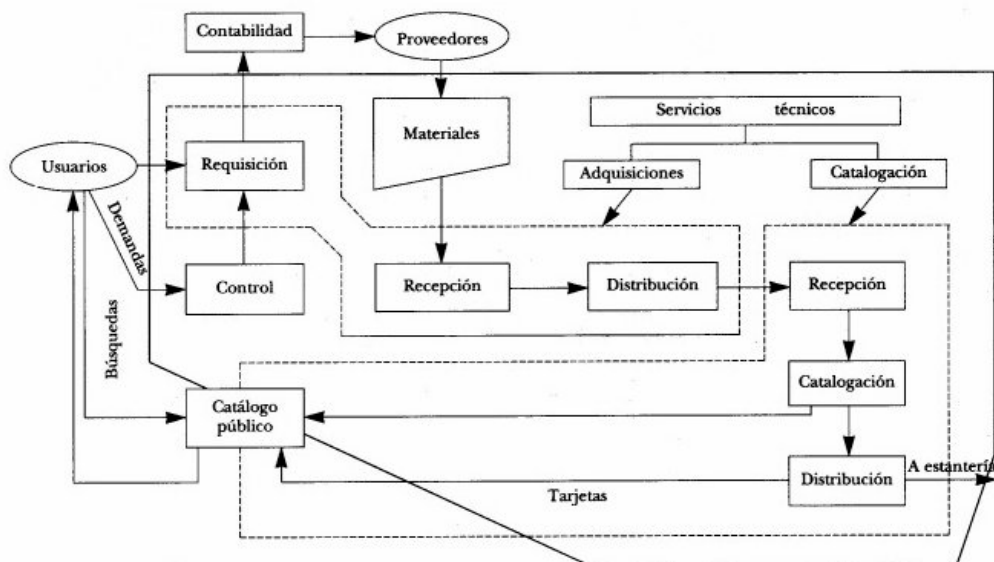 Contabilidad
Proveedores
Servicios técnicos
Materiales
Usuarios
Requisición
Adquisiciones
Catalogación
Demandas
Control
Recepción
Distribución
Recepción
Búsquedas
Catalogación
Catálogo
público
A estantería
Distribución
Tarjetas